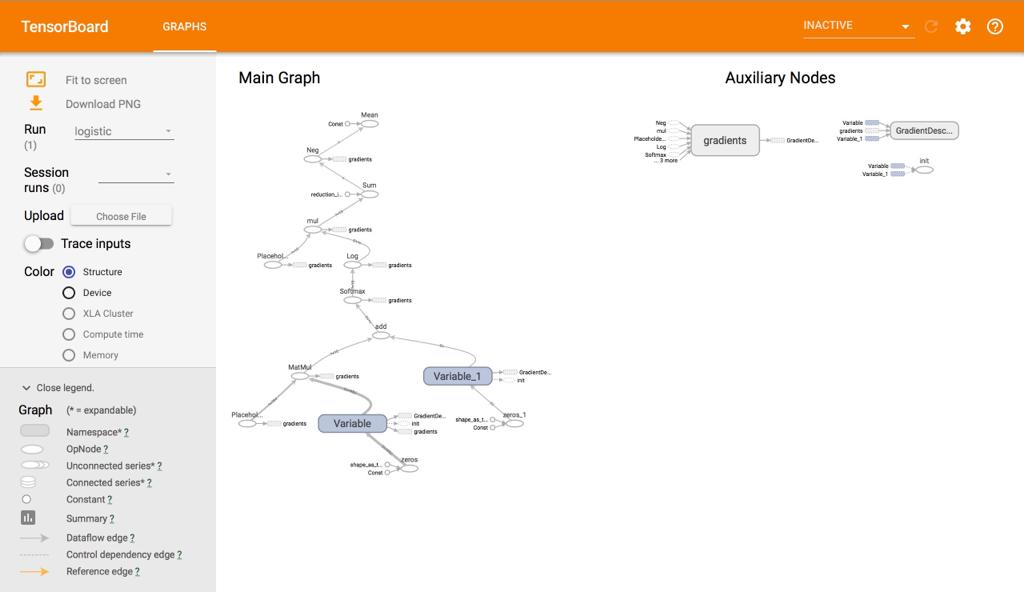 TensorBoard
GRAPHS
INACTIVE
Fit to screen
Download PNG
Run
(1)
logistic
Session
runs (0)
Upload
Choose File
Trace inputs
Color
Structure
Device
XLA Cluster
Compute time
Memory
Close legend.
Graph
(* = expandable)
Namespace* ?
OpNode ?
Unconnected series* ?
Connected series* ?
Constant ?
Summary ?
Dataflow edge ?
Control dependency edge ?
Reference edge ?
Main Graph
Mean
Const
Neg
gradients
Sum
reduction_i...
mul
gradients
Placehol...
gradients
Log
gradients
Softmax
gradients
add
MatMul
gradients
Variable_1
GradientDe...
init
Placehol...
gradients
Variable
GradientDe...
init
gradients
zeros_1
shape_as_t...
Const
zeros
shape_as_t...
Const
Auxiliary Nodes
Neg
mul
Placeholde...
Log
Softmax
... 3 more
gradients
GradientDe...
Variable
gradients
Variable_1
GradientDesc...
Variable
Variable_1
init